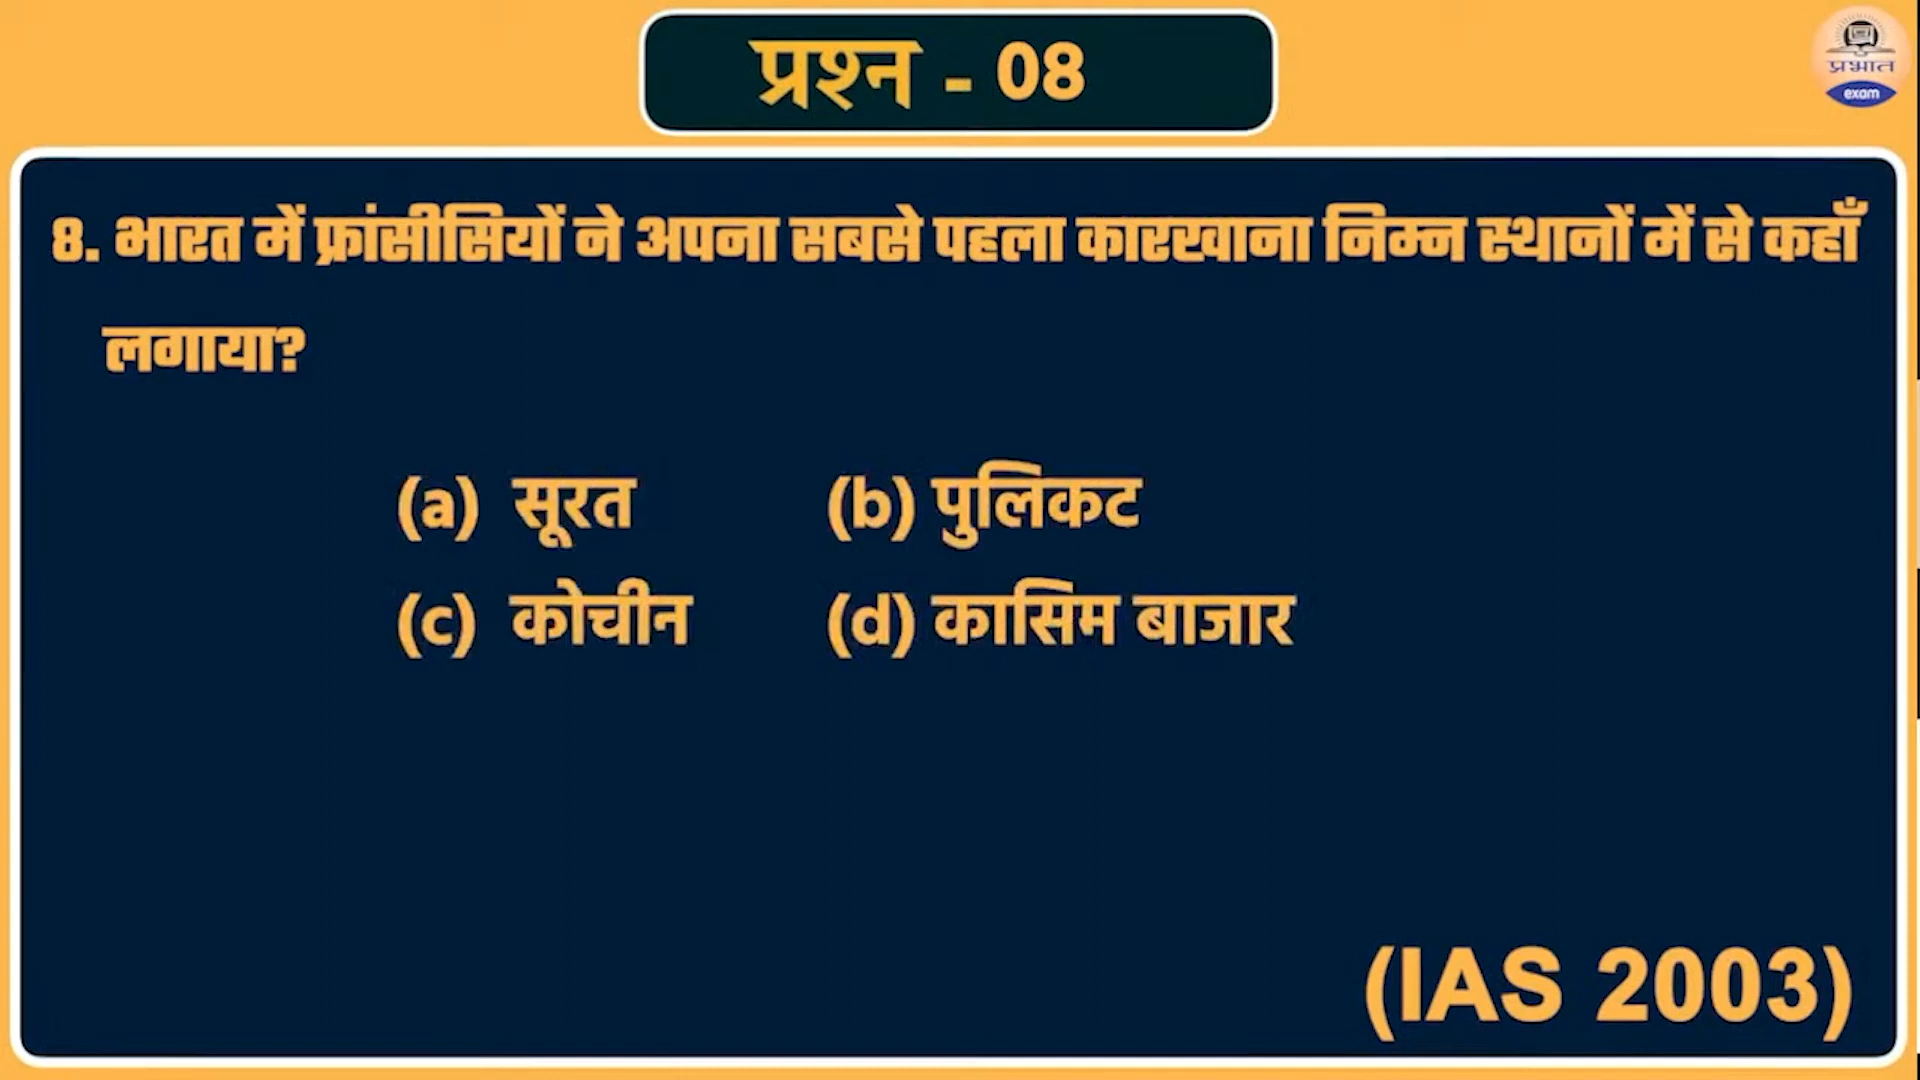 प्रश्न - 08
प्रभात
exam
8. भारत में फ्रांसीसियों ने अपना सबसे पहला कारखाना निम्न स्थानों में से कहाँ
लगाया?
(a) सूरत (b) पुलिकट
(c) कोचीन (d) कासिम बाजार
(IAS 2003)